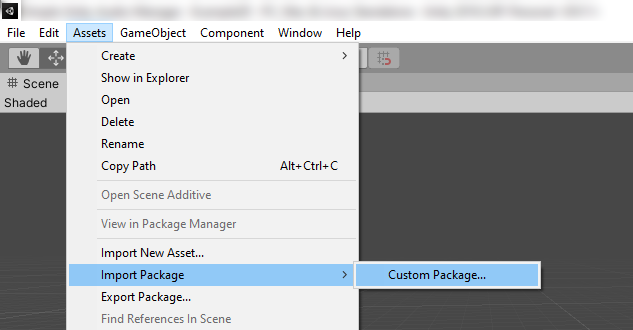 File Edit Assets GameObject Component Window Help
Scene
Shaded
Create
Show in Explorer
Open
Delete
Rename
Copy Path Alt+Ctrl+C
Open Scene Additive
View in Package Manager
Import New Asset...
Import Package Custom Package...
Export Package...
Find References In Scene